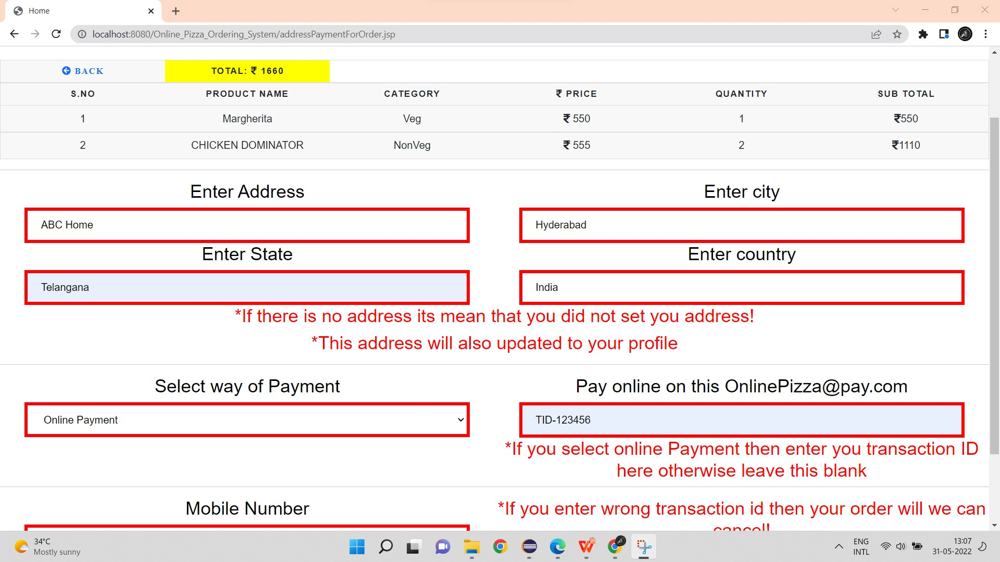 Home
localhost:8080/Online_Pizza_Ordering_System/addressPaymentForOrder.jsp
BACK
TOTAL: ₹ 1660
S.NO PRODUCT NAME CATEGORY ₹ PRICE QUANTITY SUB TOTAL
1 Margherita Veg ₹ 550 1 ₹550
2 CHICKEN DOMINATOR NonVeg ₹ 555 2 ₹1110
Enter Address Enter city
ABC Home Hyderabad
Enter State Enter country
Telangana India
*If there is no address its mean that you did not set you address!
*This address will also updated to your profile
Select way of Payment Pay online on this OnlinePizza@pay.com
Online Payment TID-123456
*If you select online Payment then enter you transaction ID
here otherwise leave this blank
Mobile Number *If you enter wrong transaction id then your order will we can
cancel!
34°C
Mostly sunny
ENG
INTL
13:07
31-05-2022